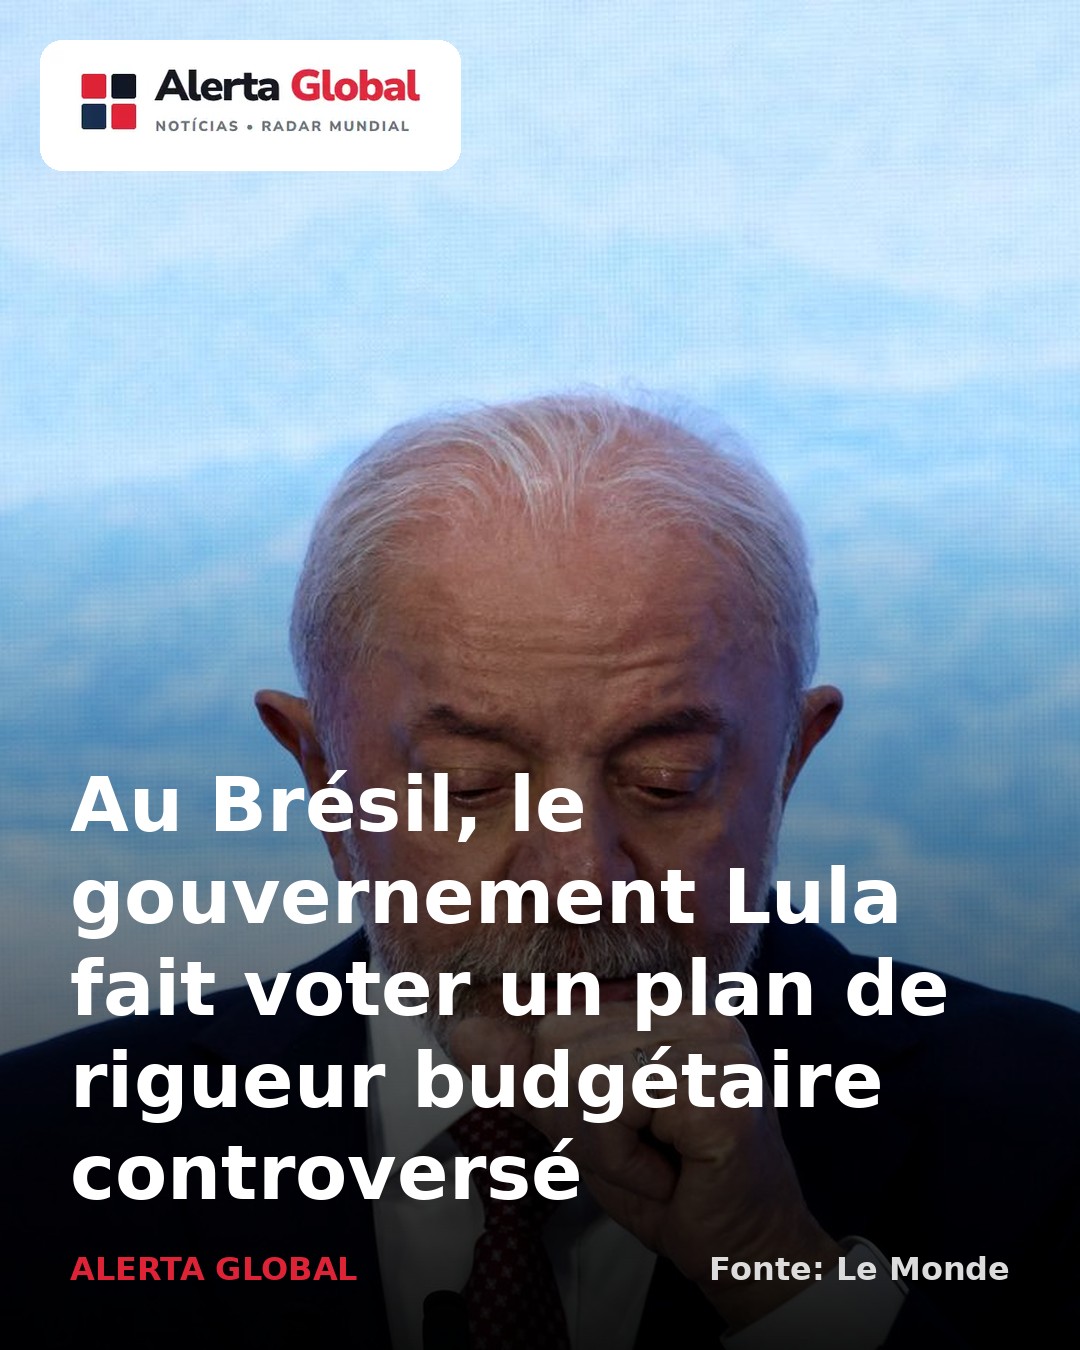 Alerta Global
NOTÍCIAS • RADAR MUNDIAL
Au Brésil, le
gouvernement Lula
fait voter un plan de
rigueur budgétaire
controversé
ALERTA GLOBAL
Fonte: Le Monde